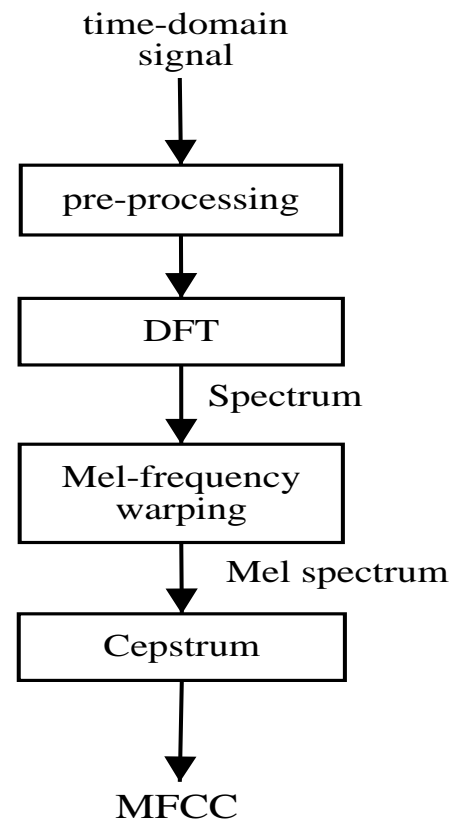 time-domain
signal
pre-processing
DFT
Spectrum
Mel-frequency
warping
Mel spectrum
Cepstrum
MFCC